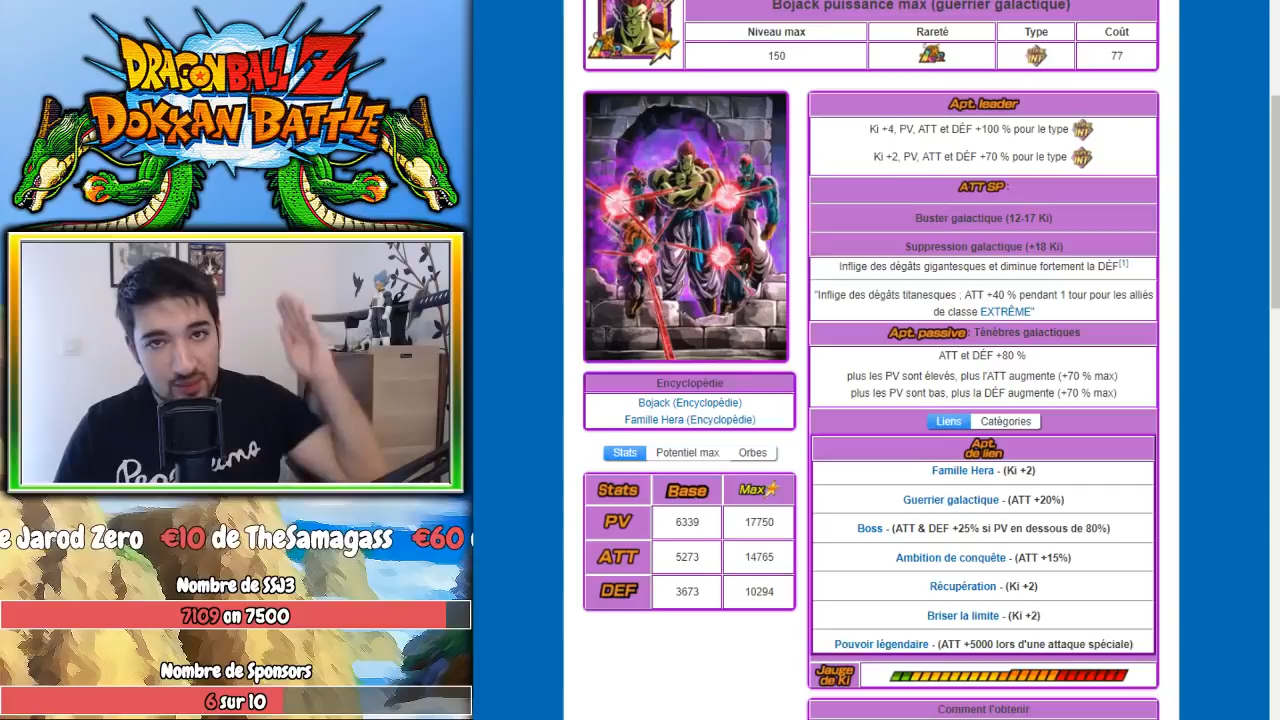 DRAGONBALL Z
DOKKAN BATTLE
e Jarod Zero €10 de TheSamagass €60
Nombre de SSJ3
7109 on 7500
Nombre de Sponsors
6 sur 10
Bojack puissance max (guerrier galactique)
Niveau max Rareté Type Coût
150 77
Apt. leader
Ki +4, PV, ATT et DÉF +100 % pour le type INT
Ki +2, PV, ATT et DÉF +70 % pour le type INT
ATT SP:
Buster galactique (12-17 Ki)
Suppression galactique (+18 Ki)
Inflige des dégâts gigantesques et diminue fortement la DÉF[1]
"Inflige des dégâts titanesques ; ATT +40 % pendant 1 tour pour les alliés
de classe EXTRÊME"
Apt. passive: Ténèbres galactiques
ATT et DÉF +80 %
plus les PV sont élevés, plus l'ATT augmente (+70 % max)
plus les PV sont bas, plus la DÉF augmente (+70 % max)
Liens Catégories
Apt.
de lien
Famille Hera - (Ki +2)
Guerrier galactique - (ATT +20%)
Boss - (ATT & DEF +25% si PV en dessous de 80%)
Ambition de conquête - (ATT +15%)
Récupération - (Ki +2)
Briser la limite - (Ki +2)
Pouvoir légendaire - (ATT +5000 lors d'une attaque spéciale)
Jauge
de Ki
Comment l'obtenir
Encyclopédie
Bojack (Encyclopédie)
Famille Hera (Encyclopédie)
Stats Potentiel max Orbes
Stats Base Max
PV 6339 17750
ATT 5273 14765
DEF 3673 10294